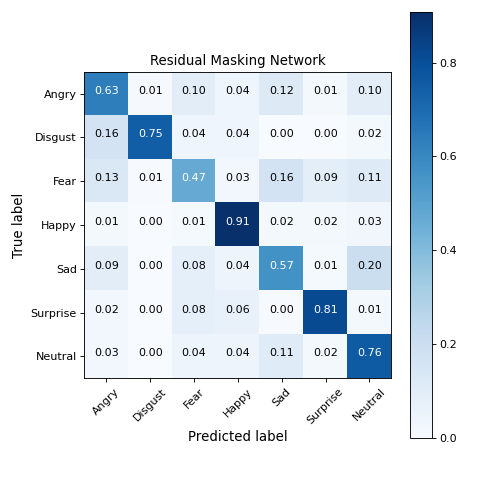 Residual Masking Network
Angry 0.63 0.01 0.10 0.04 0.12 0.01 0.10
Disgust 0.16 0.75 0.04 0.04 0.00 0.00 0.02
Fear 0.13 0.01 0.47 0.03 0.16 0.09 0.11
Happy 0.01 0.00 0.01 0.91 0.02 0.02 0.03
Sad 0.09 0.00 0.08 0.04 0.57 0.01 0.20
Surprise 0.02 0.00 0.08 0.06 0.00 0.81 0.01
Neutral 0.03 0.00 0.04 0.04 0.11 0.02 0.76
Angry Disgust Fear Happy Sad Surprise Neutral
Predicted label
True label
0.8
0.6
0.4
0.2
0.0